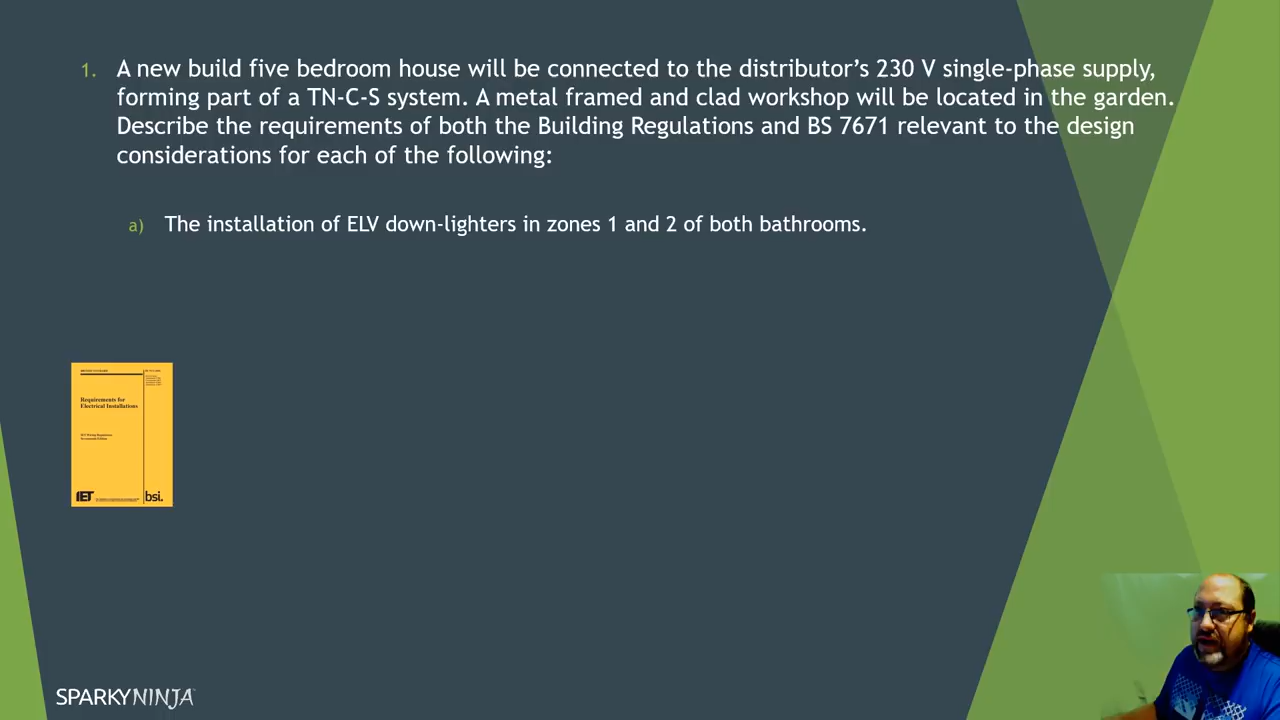 1. A new build five bedroom house will be connected to the distributor's 230 V single-phase supply,
forming part of a TN-C-S system. A metal framed and clad workshop will be located in the garden.
Describe the requirements of both the Building Regulations and BS 7671 relevant to the design
considerations for each of the following:
a) The installation of ELV down-lighters in zones 1 and 2 of both bathrooms.
Requirements for
Electrical Installations
IET
bsi.
SPARKYNINJA